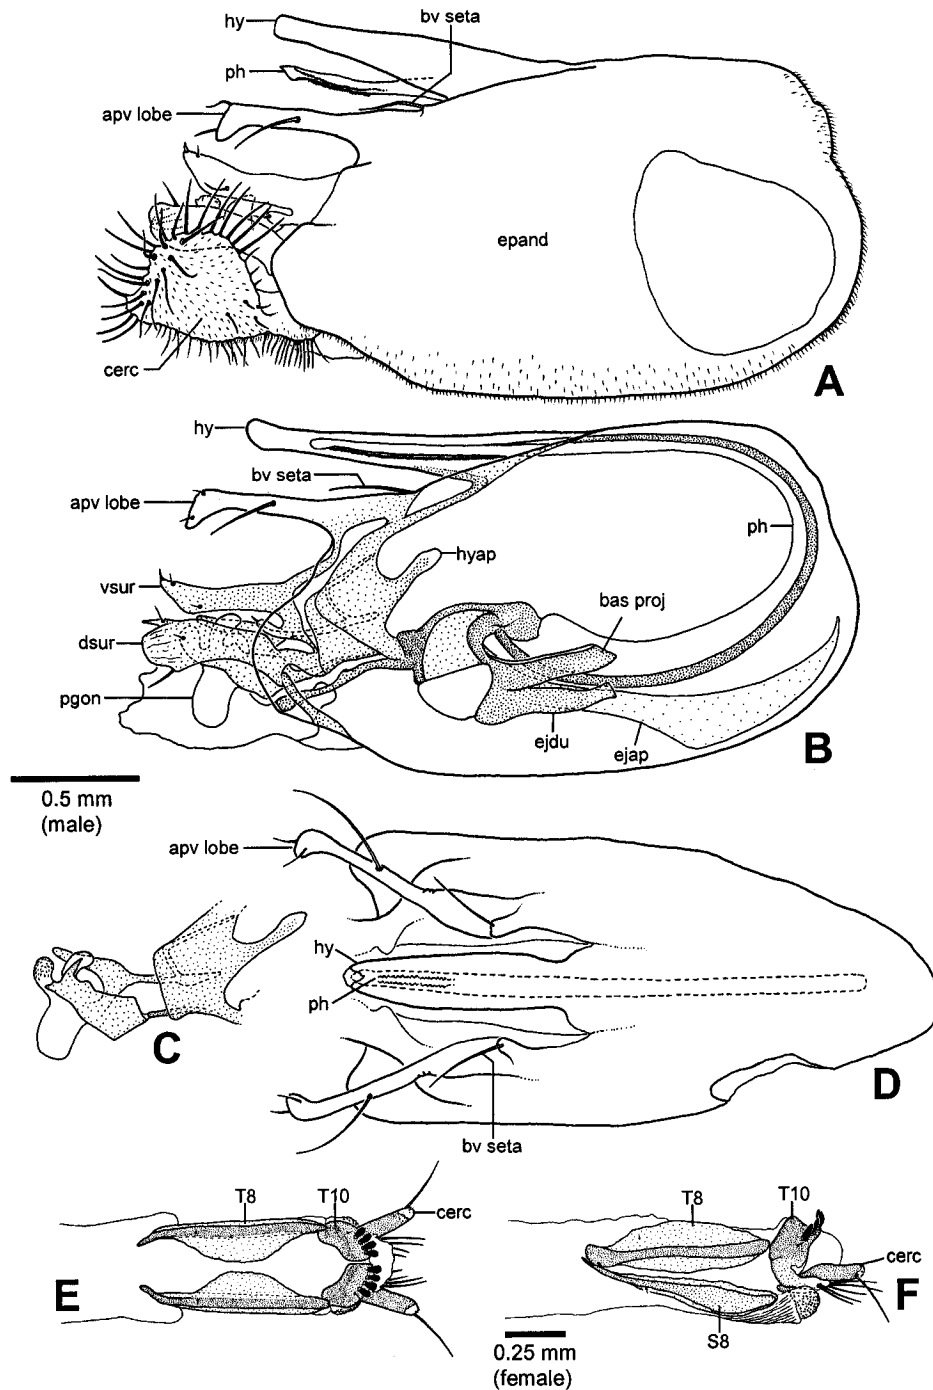 hy
bv seta
ph
apv lobe
epand
cerc
A
hy
bv seta
apv lobe
ph
hyap
vsur
bas proj
dsur
pgon
ejdu
ejap
B
0.5 mm
(male)
apv lobe
hy
ph
C
D
bv seta
T8
T10
cerc
E
T8
T10
cerc
F
S8
0.25 mm
(female)